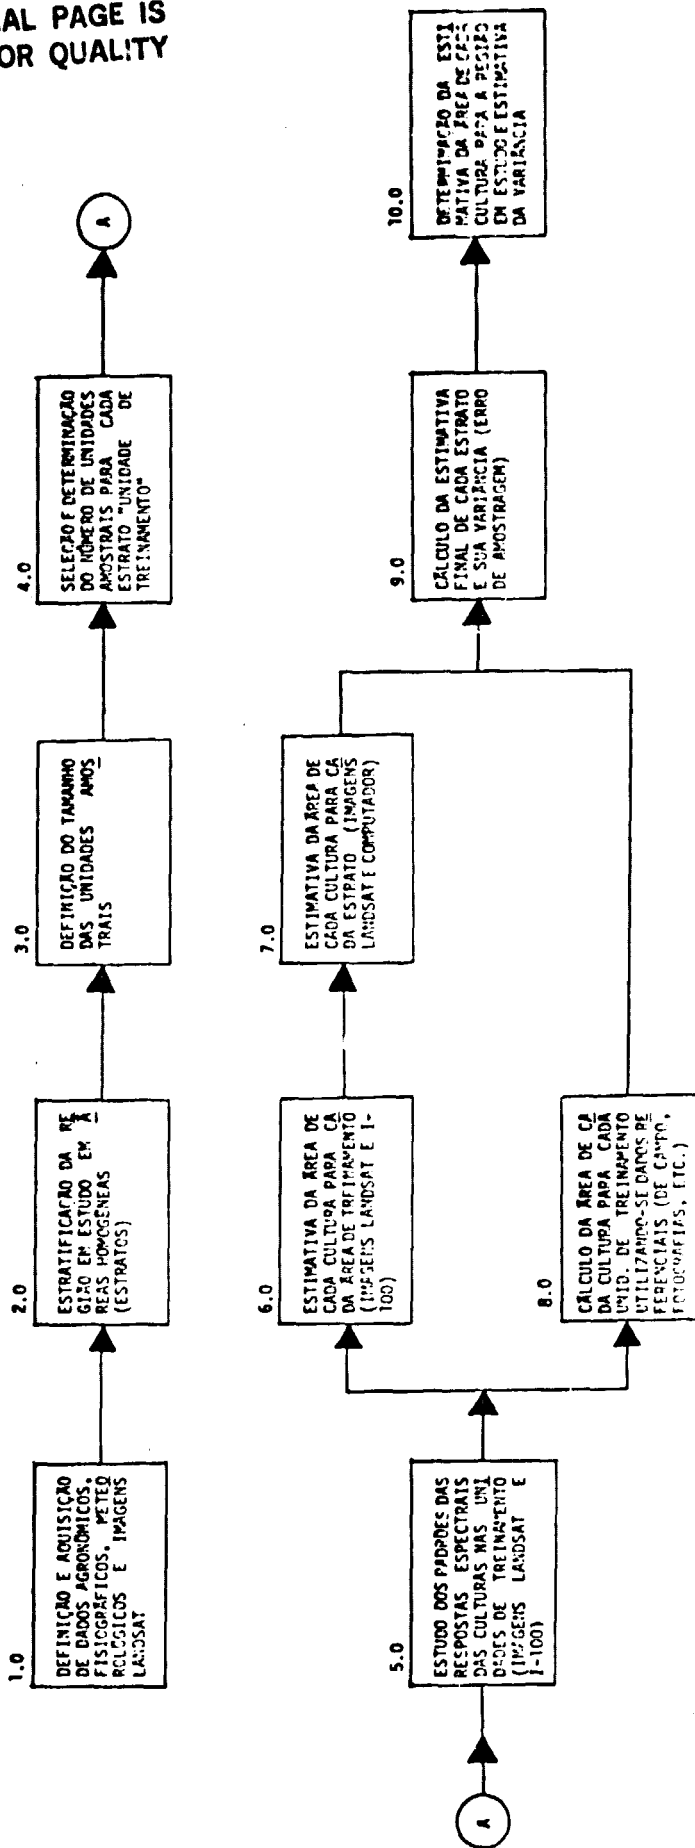 AL PAGE IS
OR QUALITY
1.0
DEFINIÇÃO E AQUISIÇÃO
DE DADOS AGRONÔMICOS,
FISIOGRÁFICOS, METEO
ROLÓGICOS E IMAGENS
LANDSAT
2.0
ESTRATIFICAÇÃO DA RE
GIÃO EM ESTUDO EM Á
REAS HOMOGÊNEAS
(ESTRATOS)
3.0
DEFINIÇÃO DO TAMANHO
DAS UNIDADES AMOS
TRAIS
4.0
SELEÇÃO E DETERMINAÇÃO
DO NÚMERO DE UNIDADES
AMOSTRAIS PARA CADA
ESTRATO "UNIDADE DE
TREINAMENTO"
A
A
5.0
ESTUDO DOS PADRÕES DAS
RESPOSTAS ESPECTRAIS
DAS CULTURAS NAS UNI
DADES DE TREINAMENTO
(IMAGENS LANDSAT E
I-100)
6.0
ESTIMATIVA DA ÁREA DE
CADA CULTURA PARA CA
DA ÁREA DE TREINAMENTO
(IMAGENS LANDSAT E I-
100)
7.0
ESTIMATIVA DA ÁREA DE
CADA CULTURA PARA CA
DA ESTRATO (IMAGENS
LANDSAT E COMPUTADOR)
8.0
CÁLCULO DA ÁREA DE CA
DA CULTURA PARA CADA
UNID. DE TREINAMENTO
UTILIZANDO-SE DADOS RE
FERENCIAIS (DE CAMPO,
FOTOGRAFIAS, ETC.)
9.0
CÁLCULO DA ESTIMATIVA
FINAL DE CADA ESTRATO
E SUA VARIÂNCIA (ERRO
DE AMOSTRAGEM)
10.0
DETERMINAÇÃO DA ESTI
MATIVA DA ÁREA DE CADA
CULTURA PARA A REGIÃO
EM ESTUDO E ESTIMATIVA
DA VARIÂNCIA